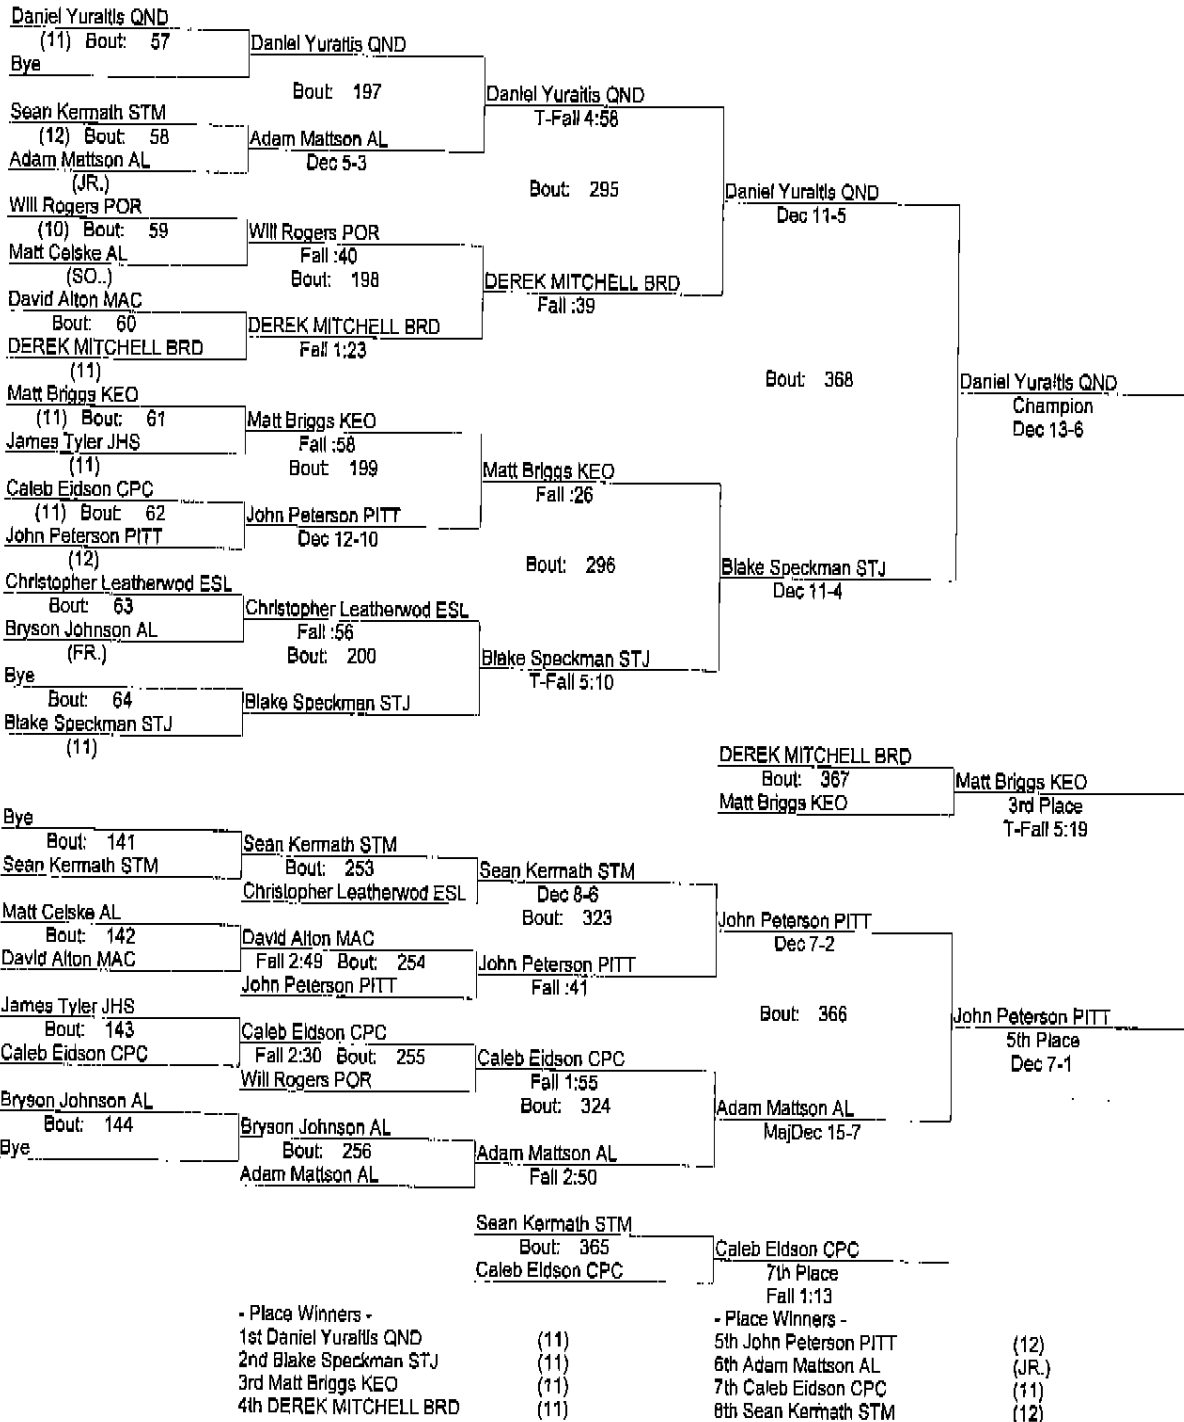 Daniel Yuraitis QND
(11) Bout: 57
Bye
Daniel Yuraitis QND
Bout: 197
Sean Kermath STM
(12) Bout: 58
Adam Mattson AL
(JR.)
Adam Mattson AL
Dec 5-3
Daniel Yuraitis QND
T-Fall 4:58
Bout: 295
Will Rogers POR
(10) Bout: 59
Matt Celske AL
(SO..)
Will Rogers POR
Fall :40
Bout: 198
David Alton MAC
Bout: 60
DEREK MITCHELL BRD
(11)
DEREK MITCHELL BRD
Fall 1:23
DEREK MITCHELL BRD
Fall :39
Daniel Yuraitis QND
Dec 11-5
Bout: 368
Daniel Yuraitis QND
Champion
Dec 13-6
Matt Briggs KEO
(11) Bout: 61
James Tyler JHS
(11)
Matt Briggs KEO
Fall :58
Bout: 199
Caleb Eidson CPC
(11) Bout: 62
John Peterson PITT
(12)
John Peterson PITT
Dec 12-10
Matt Briggs KEO
Fall :26
Bout: 296
Christopher Leatherwod ESL
Bout: 63
Bryson Johnson AL
(FR.)
Christopher Leatherwod ESL
Fall :56
Bout: 200
Bye
Bout: 64
Blake Speckman STJ
(11)
Blake Speckman STJ
Blake Speckman STJ
T-Fall 5:10
Blake Speckman STJ
Dec 11-4
DEREK MITCHELL BRD
Bout: 367
Matt Briggs KEO
Matt Briggs KEO
3rd Place
T-Fall 5:19
Bye
Bout: 141
Sean Kermath STM
Sean Kermath STM
Bout: 253
Christopher Leatherwod ESL
Sean Kermath STM
Dec 8-6
Bout: 323
Matt Celske AL
Bout: 142
David Alton MAC
David Alton MAC
Fall 2:49 Bout: 254
John Peterson PITT
John Peterson PITT
Fall :41
John Peterson PITT
Dec 7-2
Bout: 366
John Peterson PITT
5th Place
Dec 7-1
James Tyler JHS
Bout: 143
Caleb Eidson CPC
Caleb Eidson CPC
Fall 2:30 Bout: 255
Will Rogers POR
Caleb Eidson CPC
Fall 1:55
Bout: 324
Bryson Johnson AL
Bout: 144
Bye
Bryson Johnson AL
Bout: 256
Adam Mattson AL
Adam Mattson AL
Fall 2:50
Adam Mattson AL
MajDec 15-7
Sean Kermath STM
Bout: 365
Caleb Eidson CPC
Caleb Eidson CPC
7th Place
Fall 1:13
- Place Winners -
1st Daniel Yuraitis QND (11)
2nd Blake Speckman STJ (11)
3rd Matt Briggs KEO (11)
4th DEREK MITCHELL BRD (11)
- Place Winners -
5th John Peterson PITT (12)
6th Adam Mattson AL (JR.)
7th Caleb Eidson CPC (11)
8th Sean Kermath STM (12)